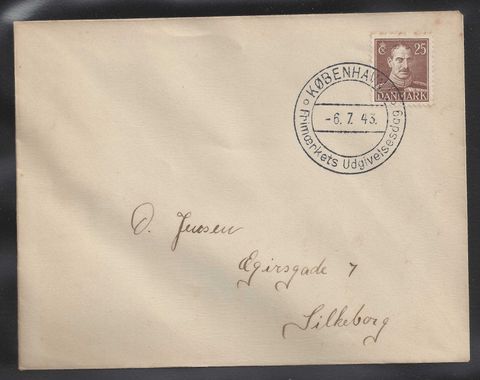 25
DANMARK
KØBENHAVN
-6. 7. 43.
Frimærkets Udgivelsesdag
O. Jensen
Ægirsgade 7
Silkeborg